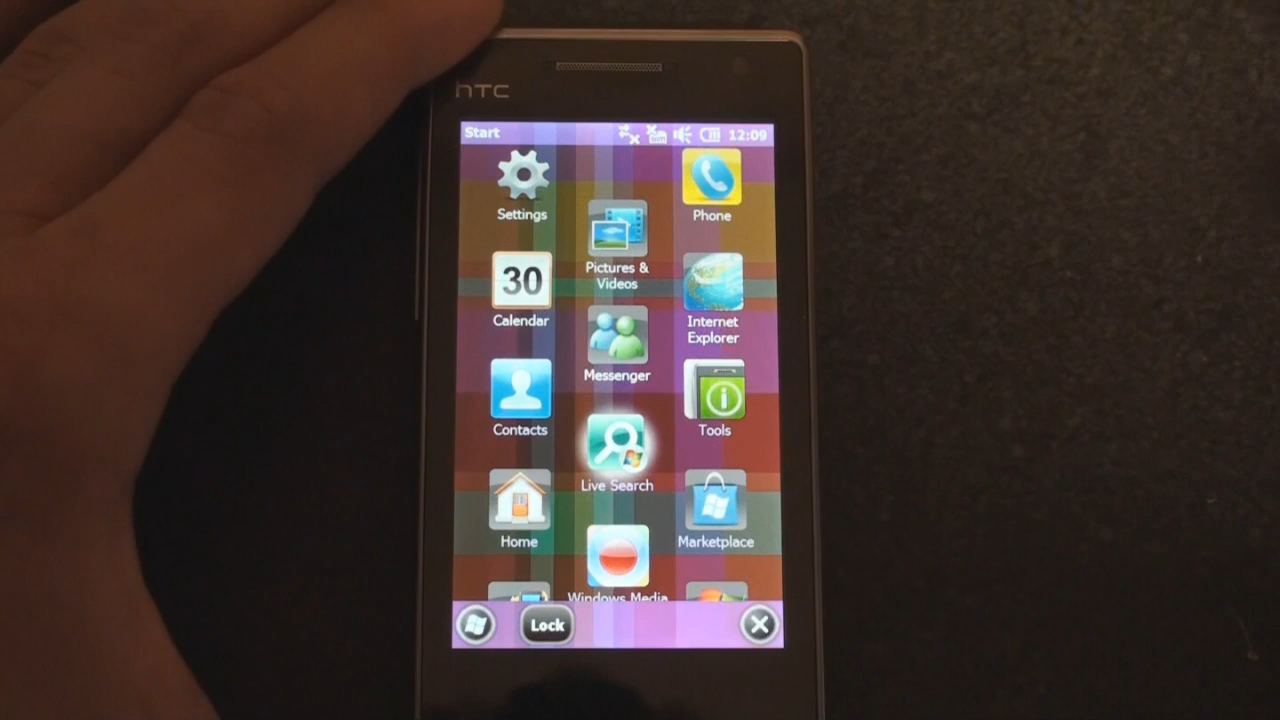 hTC
Start
12:09
Settings
Phone
Pictures &
Videos
30
Calendar
Internet
Explorer
Messenger
Contacts
Tools
Live Search
Home
Marketplace
Windows Media
Lock